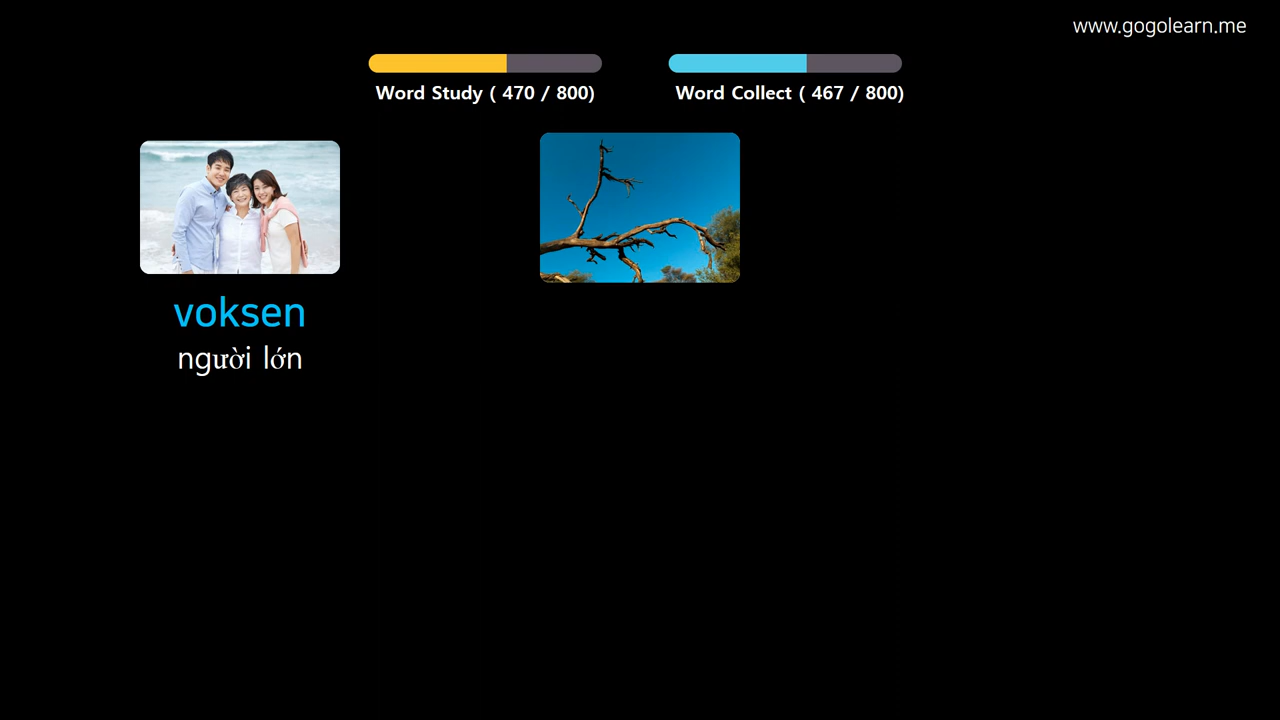 www.gogolearn.me
Word Study ( 470 / 800)
Word Collect ( 467 / 800)
voksen
người lớn